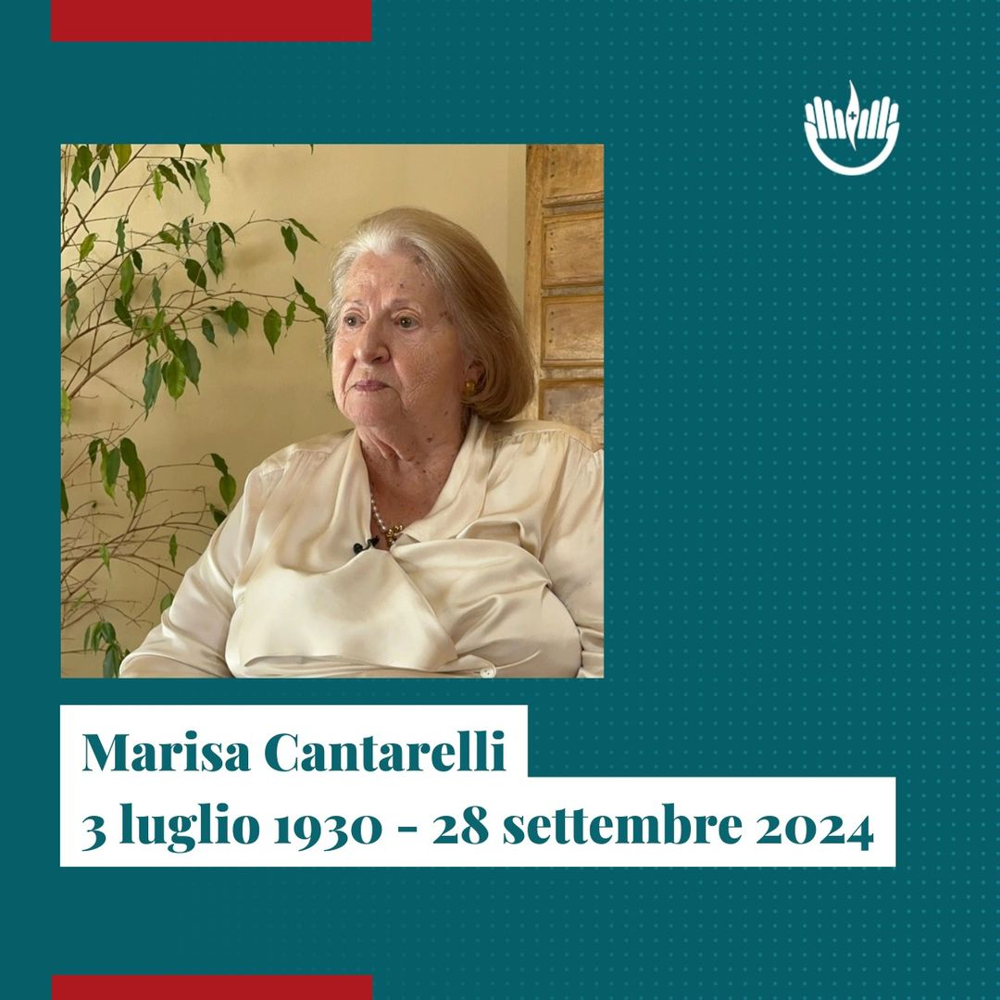 Marisa Cantarelli
3 luglio 1930 - 28 settembre 2024